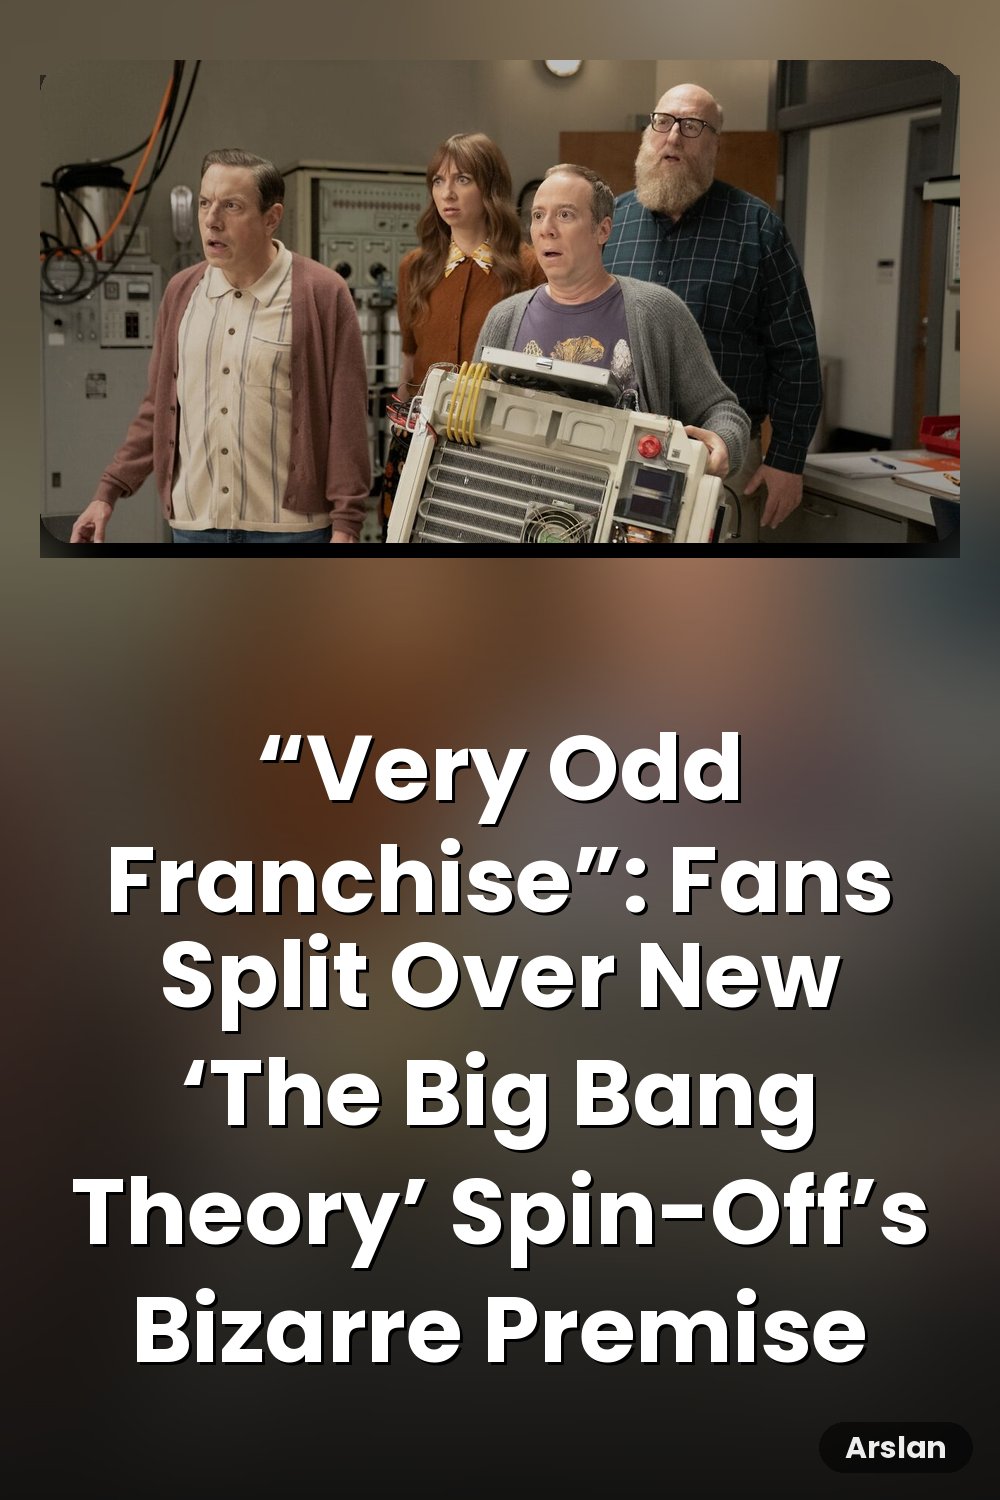 “Very Odd
Franchise”: Fans
Split Over New
‘The Big Bang
Theory’ Spin-Off’s
Bizarre Premise
Arslan